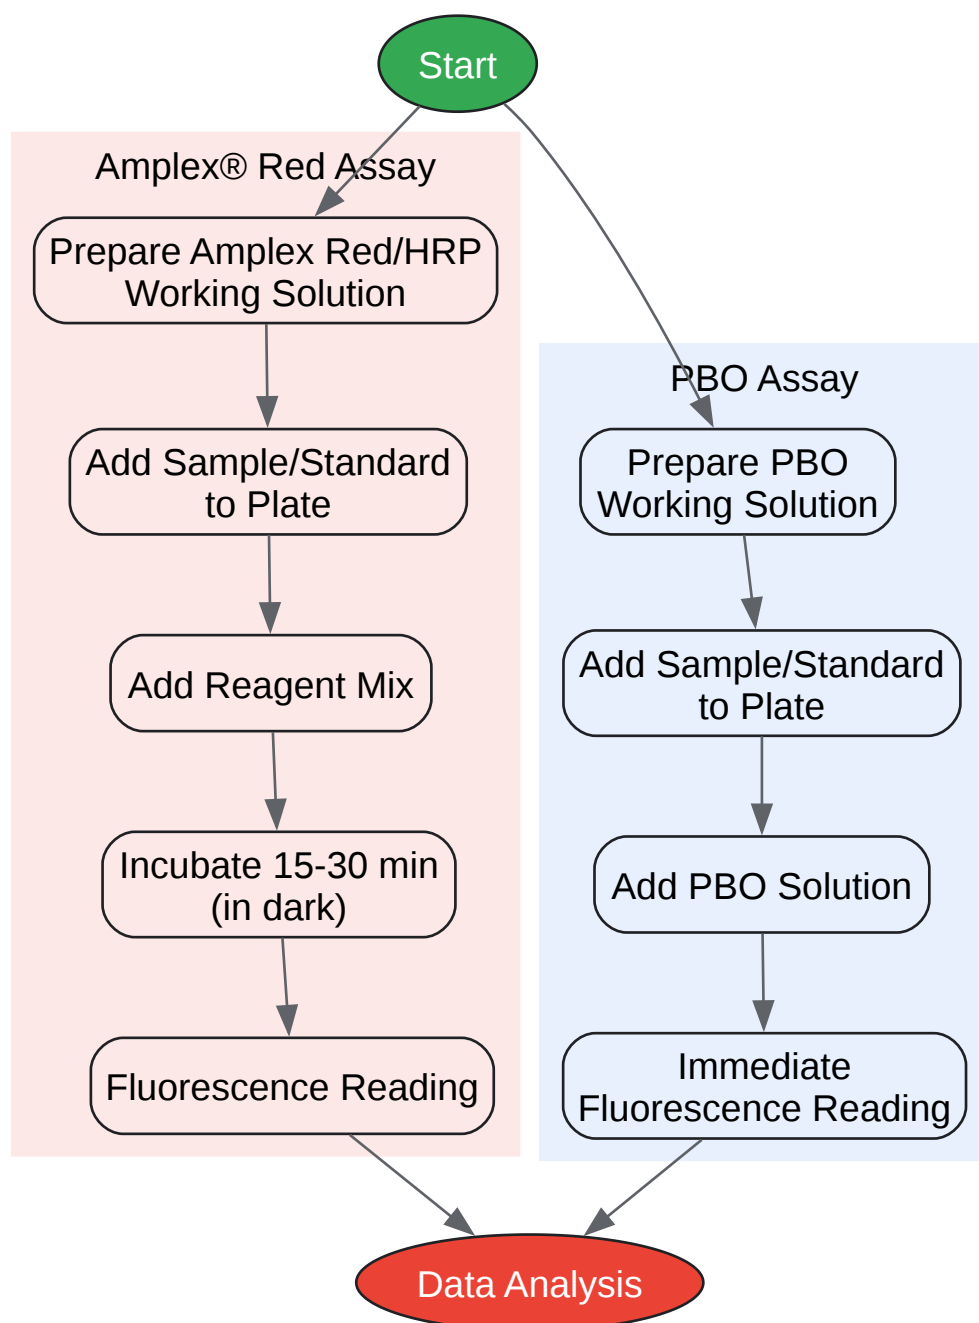 Start
Amplex® Red Assay
Prepare Amplex Red/HRP
Working Solution
Add Sample/Standard
to Plate
Add Reagent Mix
Incubate 15-30 min
(in dark)
Fluorescence Reading
PBO Assay
Prepare PBO
Working Solution
Add Sample/Standard
to Plate
Add PBO Solution
Immediate
Fluorescence Reading
Data Analysis